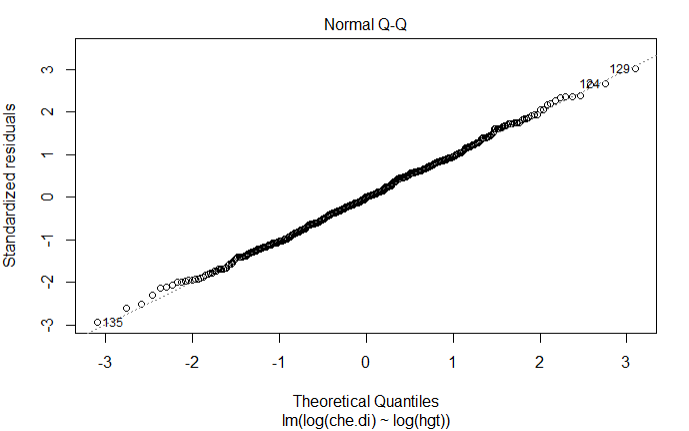 Normal Q-Q
Standardized residuals
3
2
1
0
-1
-2
-3
129
124
135
-3 -2 -1 0 1 2 3
Theoretical Quantiles
lm(log(che.di) ~ log(hgt))